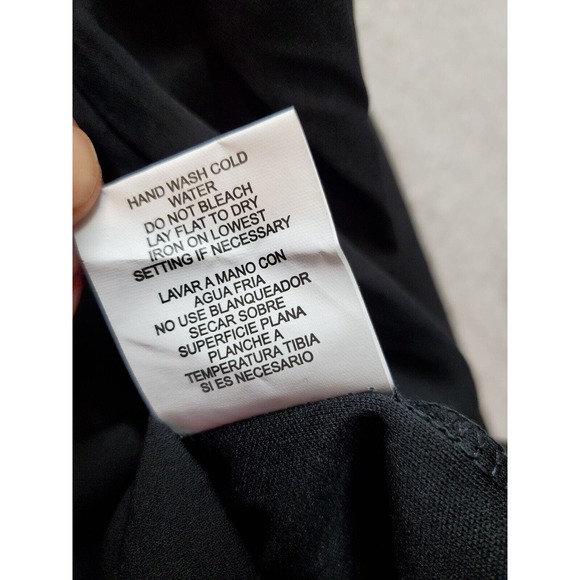 HAND WASH COLD
WATER
DO NOT BLEACH
LAY FLAT TO DRY
IRON ON LOWEST
SETTING IF NECESSARY
LAVAR A MANO CON
AGUA FRIA
NO USE BLANQUEADOR
SECAR SOBRE
SUPERFICIE PLANA
PLANCHE A
TEMPERATURA TIBIA
SI ES NECESARIO